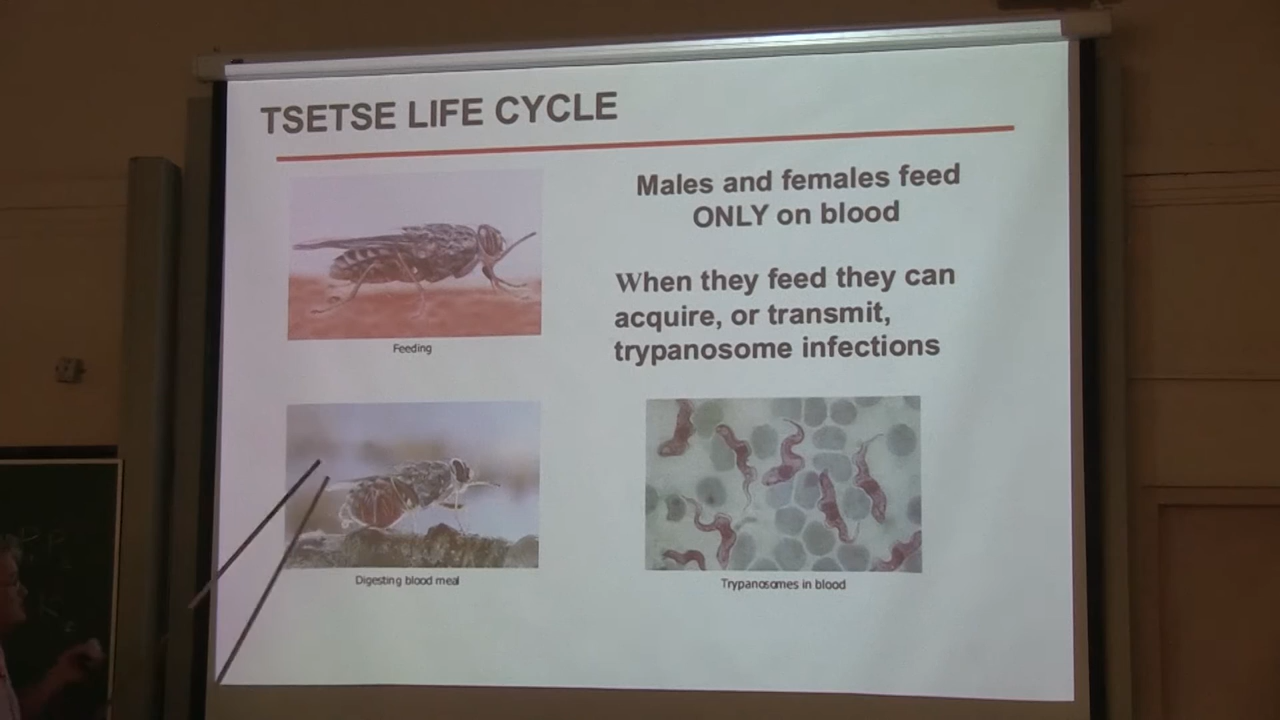 TSETSE LIFE CYCLE
Males and females feed
ONLY on blood
When they feed they can
acquire, or transmit,
trypanosome infections
Feeding
Digesting blood meal
Trypanosomes in blood